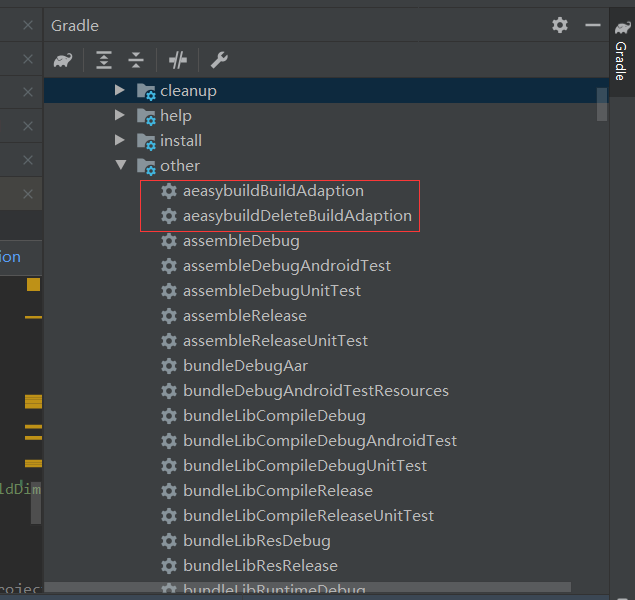 Gradle
Gradle
cleanup
help
install
other
aeasybuildBuildAdaption
aeasybuildDeleteBuildAdaption
assembleDebug
assembleDebugAndroidTest
ion
assembleDebugUnitTest
assembleRelease
assembleReleaseUnitTest
bundleDebugAar
bundleDebugAndroidTestResources
bundleLibCompileDebug
bundleLibCompileDebugAndroidTest
bundleLibCompileDebugUnitTest
bundleLibCompileRelease
ldDim
bundleLibCompileReleaseUnitTest
bundleLibResDebug
bundleLibResRelease
rojec
bundleLibRuntimeDebug